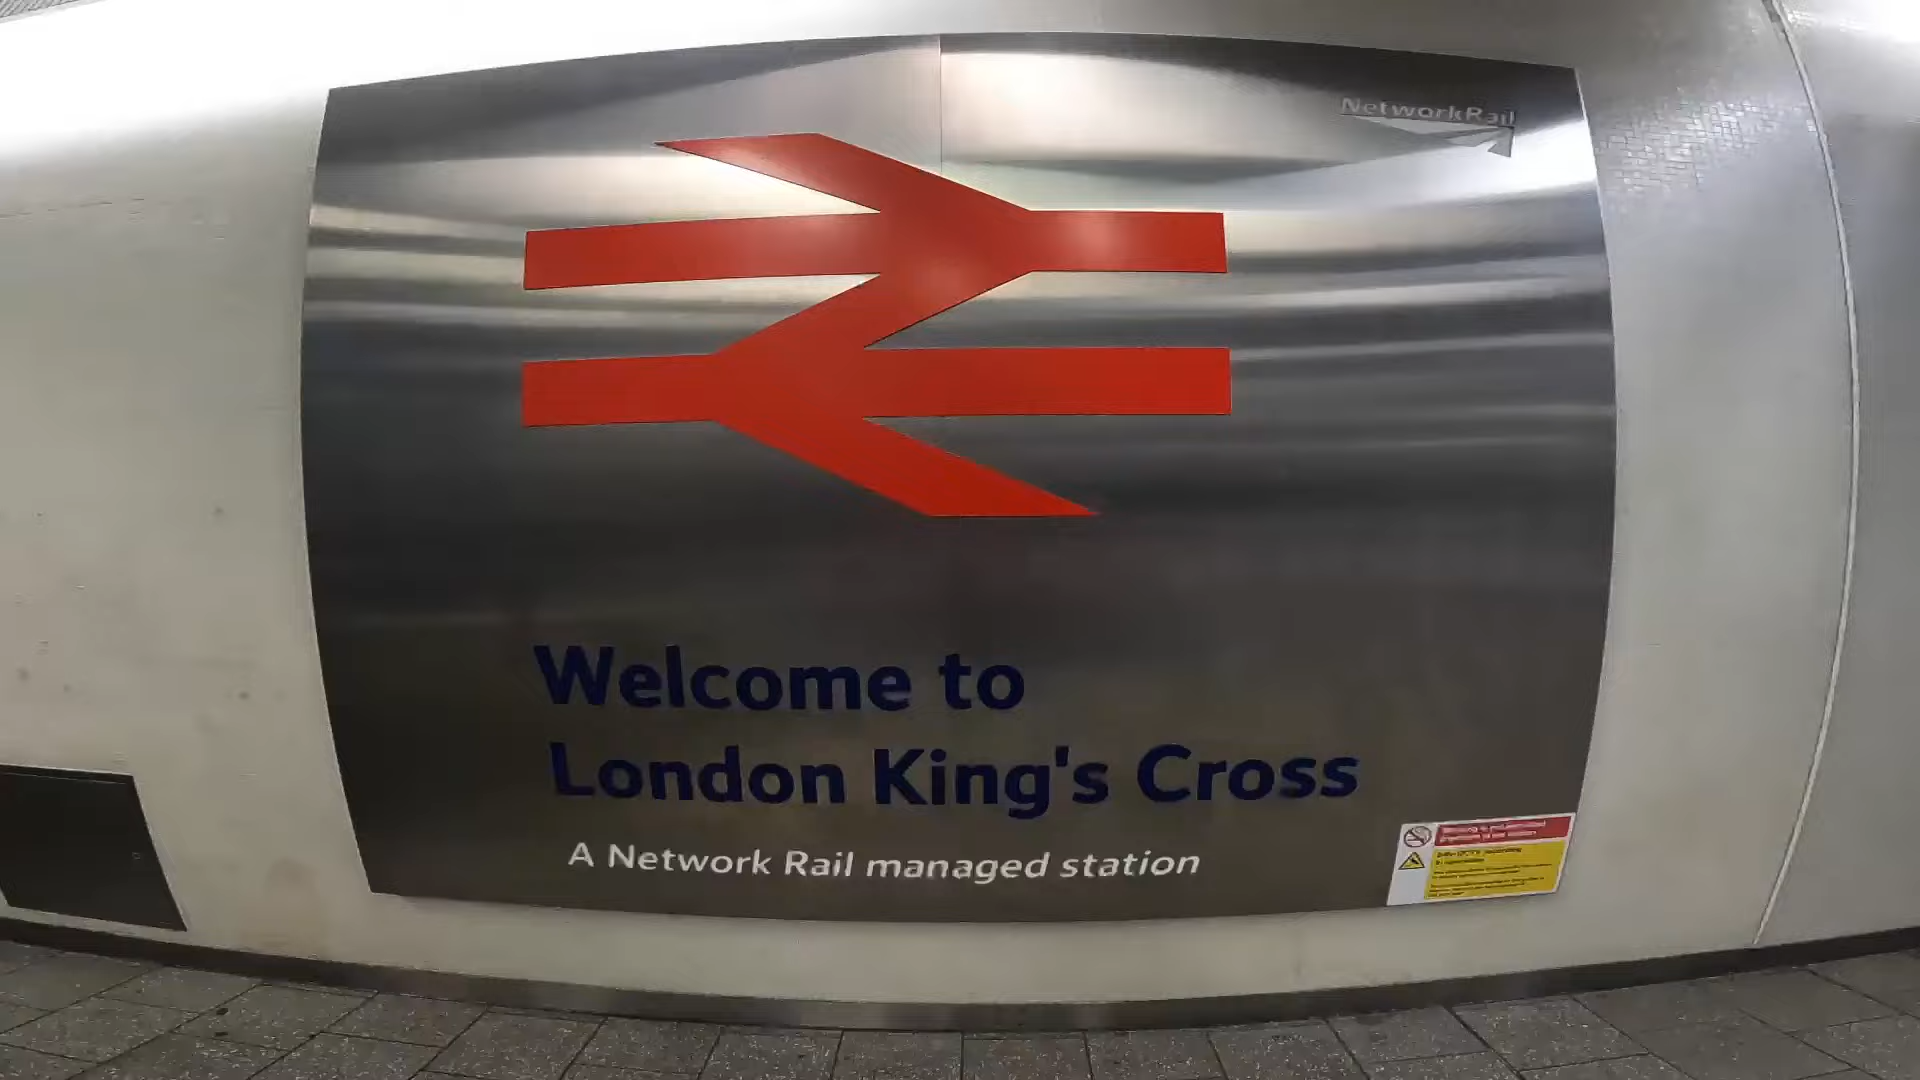 NetworkRail
Welcome to
London King's Cross
A Network Rail managed station